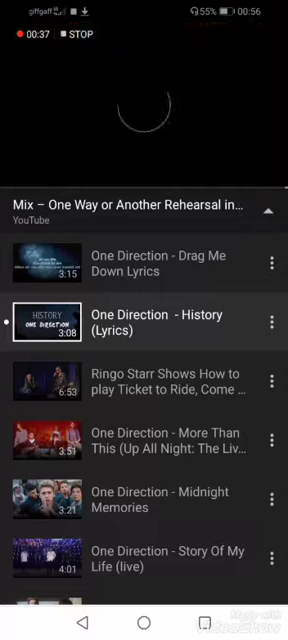 giffgaff
55% 00:56
00:37 STOP
Mix – One Way or Another Rehearsal in...
YouTube
One Direction - Drag Me
Down Lyrics
3:15
HISTORY
ONE DIRECTION
3:08
One Direction - History
(Lyrics)
Ringo Starr Shows How to
play Ticket to Ride, Come ...
6:53
One Direction - More Than
This (Up All Night: The Liv...
3:51
One Direction - Midnight
Memories
3:21
One Direction - Story Of My
Life (live)
4:01
Made with
VideoShow